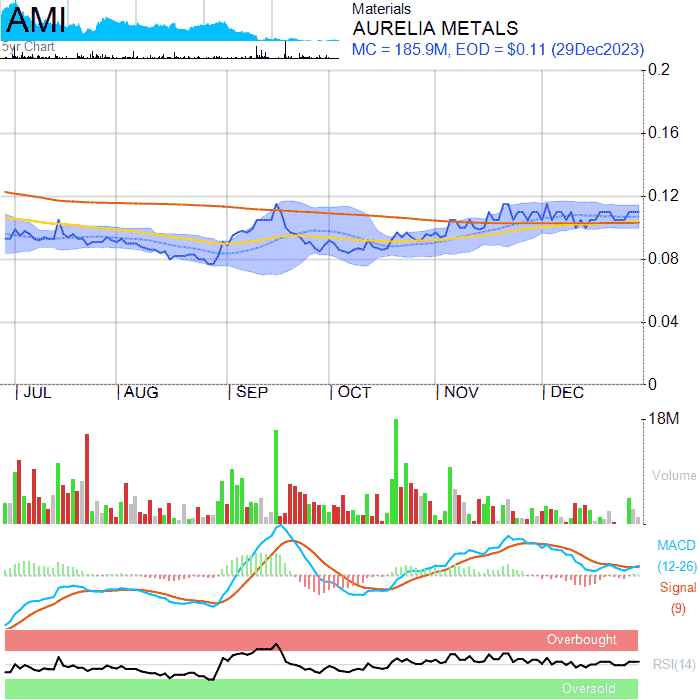 AMI
5yr Chart
Materials
AURELIA METALS
MC = 185.9M, EOD = $0.11 (29Dec2023)
0.2
0.16
0.12
0.08
0.04
0
JUL AUG SEP OCT NOV DEC
18M
Volume
MACD
(12-26)
Signal
(9)
Overbought
RSI(14)
Oversold